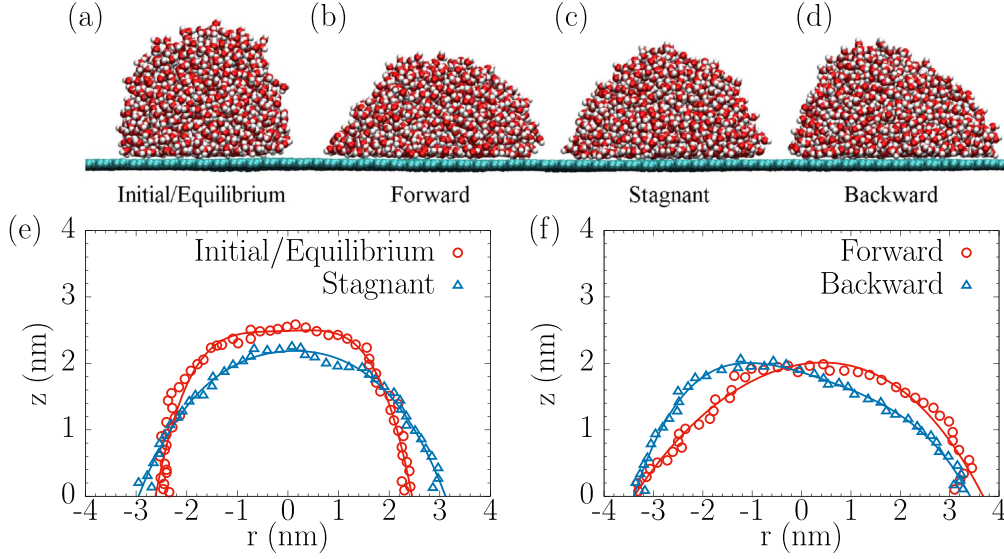 (a) (b) (c) (d)
Initial/Equilibrium Forward Stagnant Backward
(e) (f)
4 4
Initial/Equilibrium Forward
Stagnant Backward
3 3
z (nm) z (nm)
2 2
1 1
0 0
-4 -3 -2 -1 0 1 2 3 4 -4 -3 -2 -1 0 1 2 3 4
r (nm) r (nm)